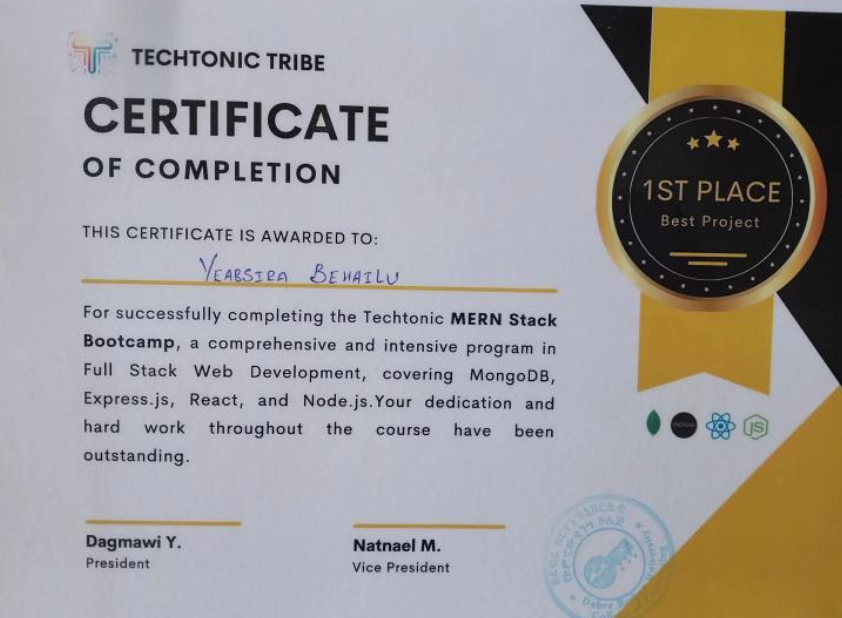 TECHTONIC TRIBE
CERTIFICATE
OF COMPLETION
THIS CERTIFICATE IS AWARDED TO:
YEABSIRA BEHAILU
For successfully completing the Techtonic MERN Stack
Bootcamp, a comprehensive and intensive program in
Full Stack Web Development, covering MongoDB,
Express.js, React, and Node.js.Your dedication and
hard work throughout the course have been
outstanding.
1ST PLACE
Best Project
JS
Dagmawi Y.
President
Natnael M.
Vice President
Debre